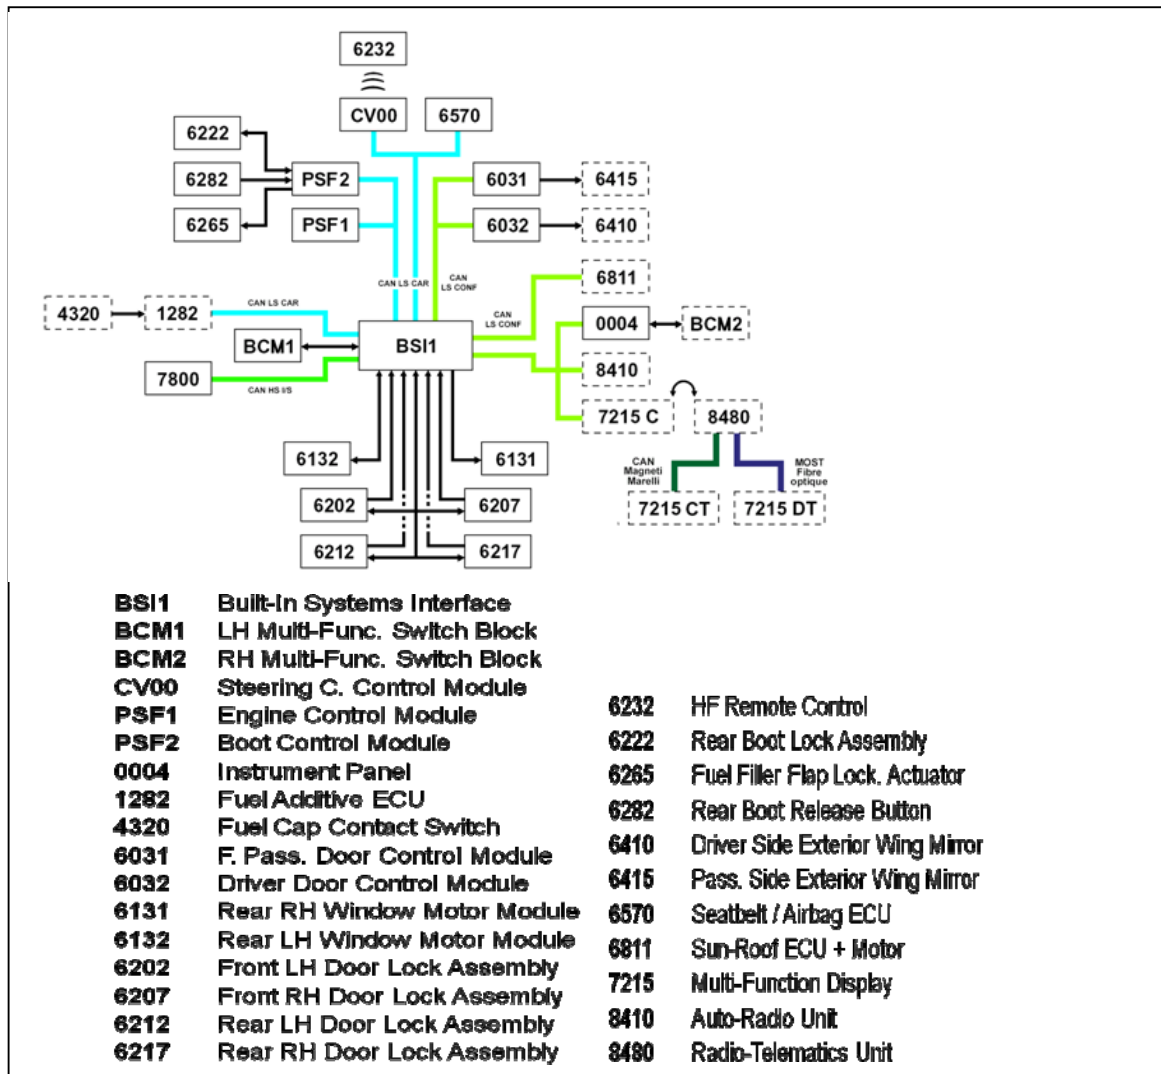 6232
CV00
6570
6222
6282
PSF2
6031
6415
6265
PSF1
6032
6410
CAN LS CAR
CAN
LS CONF
6811
CAN
LS CONF
4320
1282
CAN LS CAR
0004
BCM2
BCM1
BSI1
7800
CAN HS I/S
8410
7215 C
8480
6132
6131
CAN
Magneti
Marelli
MOST
Fibre
optique
6202
6207
7215 CT
7215 DT
6212
6217
BSI1 Built-In Systems Interface
BCM1 LH Multi-Func. Switch Block
BCM2 RH Multi-Func. Switch Block
CV00 Steering C. Control Module
PSF1 Engine Control Module
PSF2 Boot Control Module
0004 Instrument Panel
1282 Fuel Additive ECU
4320 Fuel Cap Contact Switch
6031 F. Pass. Door Control Module
6032 Driver Door Control Module
6131 Rear RH Window Motor Module
6132 Rear LH Window Motor Module
6202 Front LH Door Lock Assembly
6207 Front RH Door Lock Assembly
6212 Rear LH Door Lock Assembly
6217 Rear RH Door Lock Assembly
6232 HF Remote Control
6222 Rear Boot Lock Assembly
6265 Fuel Filler Flap Lock. Actuator
6282 Rear Boot Release Button
6410 Driver Side Exterior Wing Mirror
6415 Pass. Side Exterior Wing Mirror
6570 Seatbelt / Airbag ECU
6811 Sun-Roof ECU + Motor
7215 Multi-Function Display
8410 Auto-Radio Unit
8480 Radio-Telematics Unit